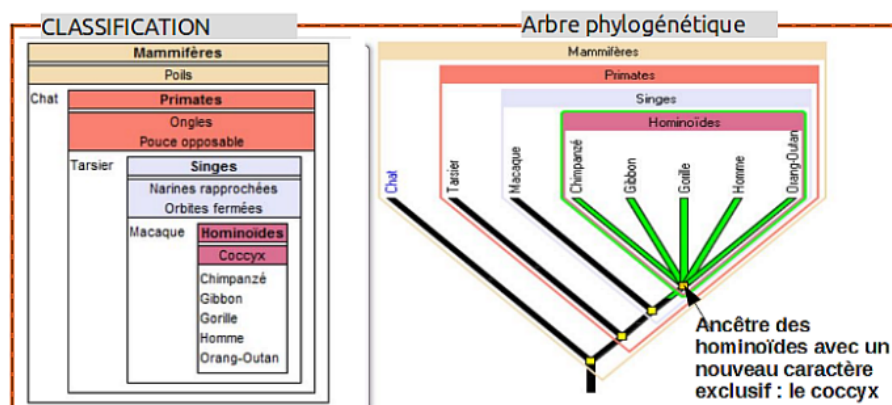 CLASSIFICATION
Mammifères
Poils
Chat
Primates
Ongles
Pouce opposable
Tarsier
Singes
Narines rapprochées
Orbites fermées
Macaque
Hominoïdes
Coccyx
Chimpanzé
Gibbon
Gorille
Homme
Orang-Outan
Arbre phylogénétique
Mammifères
Primates
Singes
Hominoïdes
Chat
Tarsier
Macaque
Chimpanzé
Gibbon
Gorille
Homme
Orang-Outan
Ancêtre des
hominoïdes avec un
nouveau caractère
exclusif : le coccyx